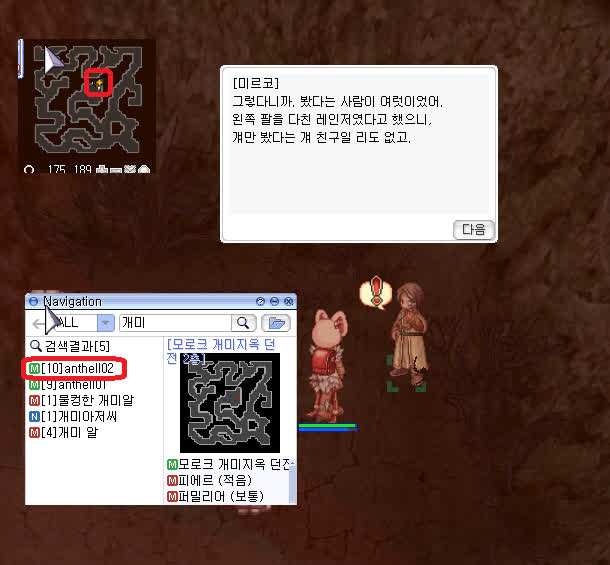 175 189
[미르코]
그렇다니까. 봤다는 사람이 여럿이었어.
왼쪽 팔을 다친 레인저였다고 했으니.
걔만 봤다는 걔 친구일 리도 없고.
다음
Navigation
ALL
개미
검색결과[5]
M [10]anthell02
M [9]anthell01
M [1]물컹한 개미알
N [1]개미아저씨
M [4]개미 알
[모로크 개미지옥 던
전 2층]
M 모로크 개미지옥 던전
M 피에르 (적음)
M 퍼밀리어 (보통)